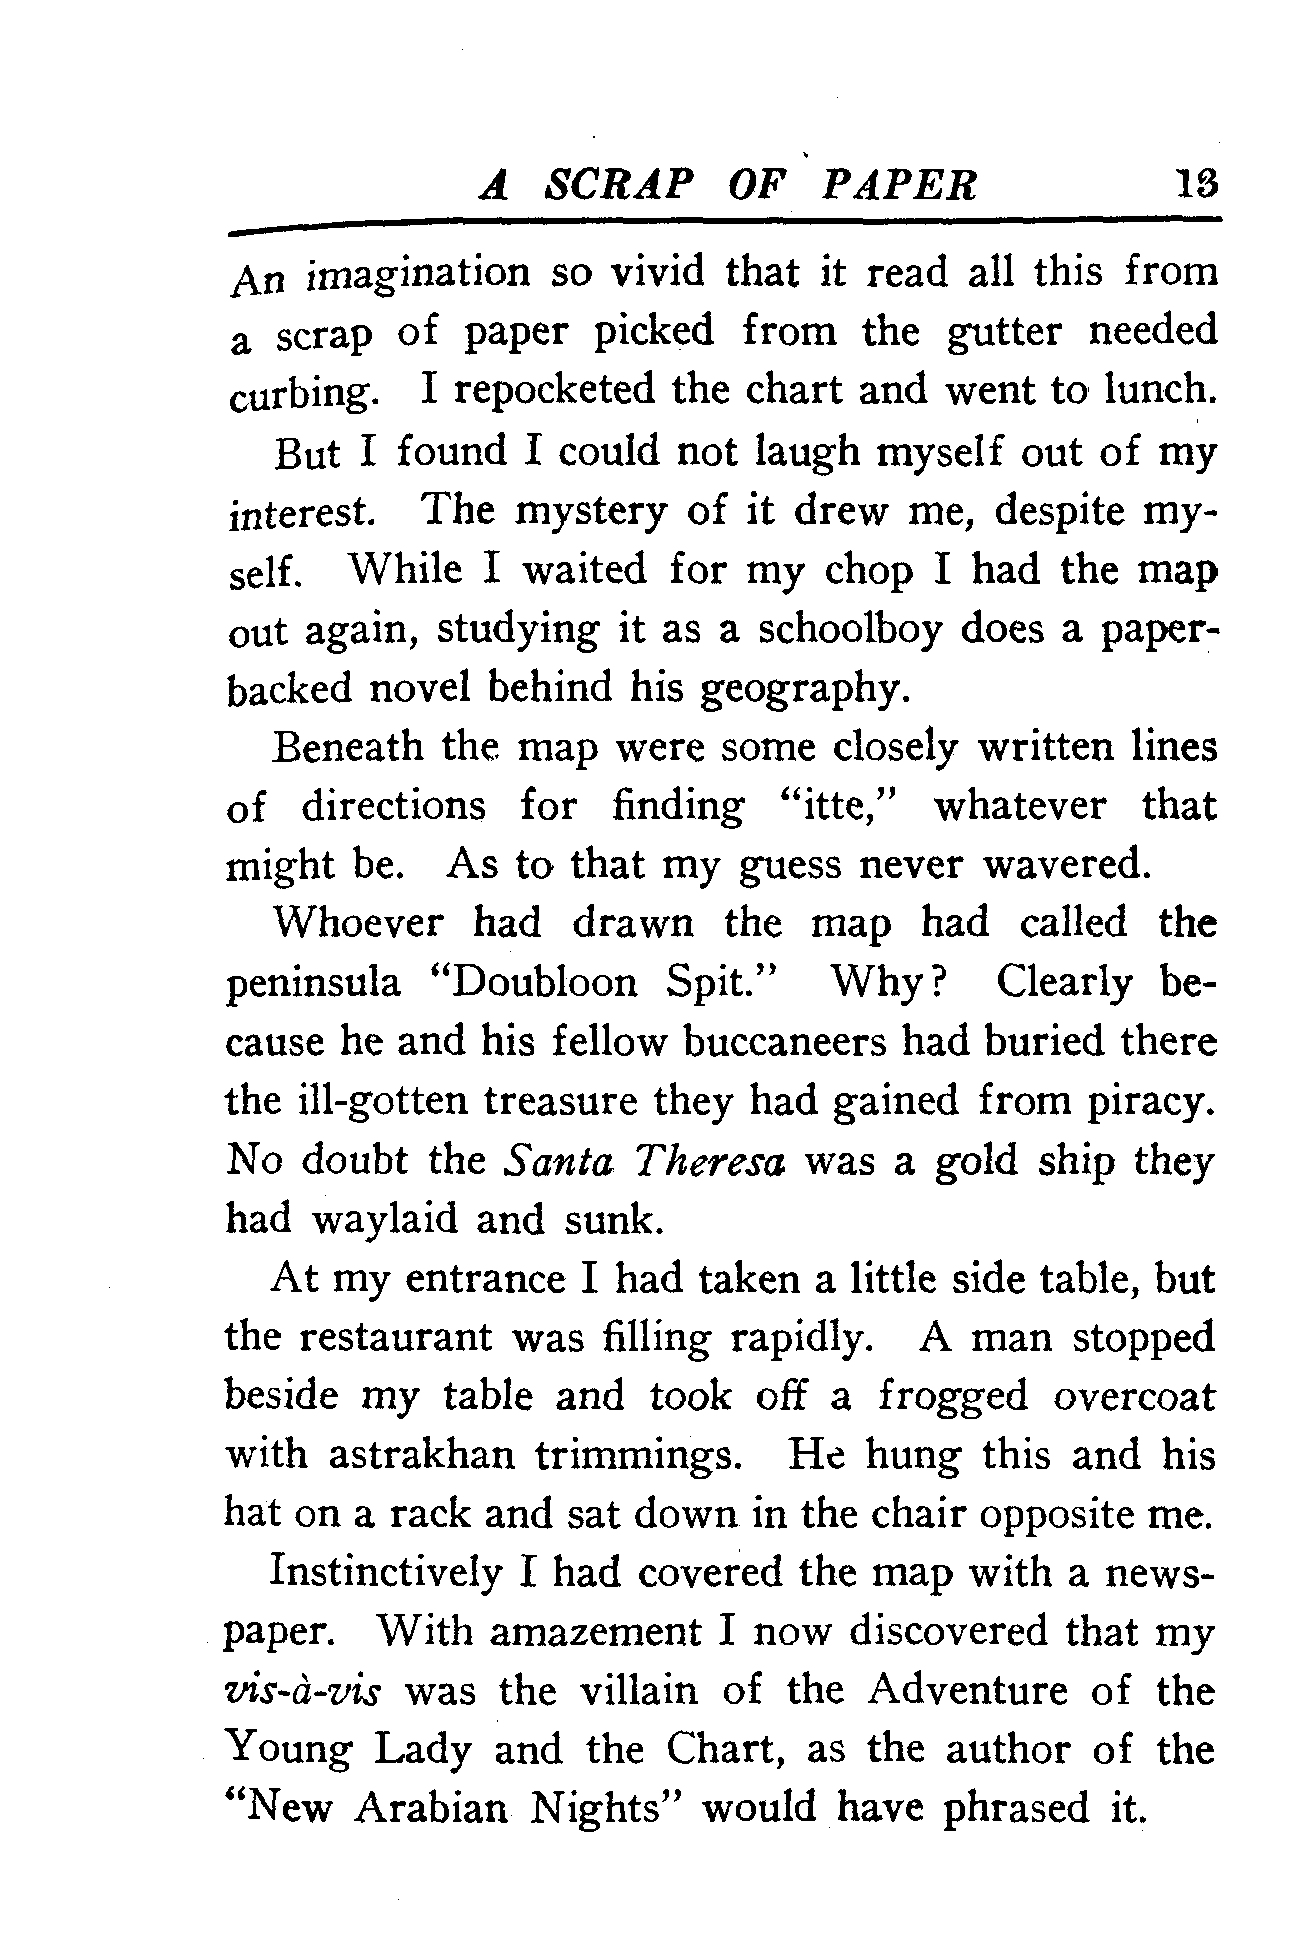 A SCRAP OF PAPER 13
An imagination so vivid that it read all this from
a scrap of paper picked from the gutter needed
curbing. I repocketed the chart and went to lunch.
But I found I could not laugh myself out of my
interest. The mystery of it drew me, despite my-
self. While I waited for my chop I had the map
out again, studying it as a schoolboy does a paper-
backed novel behind his geography.
Beneath the map were some closely written lines
of directions for finding “itte,” whatever that
might be. As to that my guess never wavered.
Whoever had drawn the map had called the
peninsula “Doubloon Spit.” Why? Clearly be-
cause he and his fellow buccaneers had buried there
the ill-gotten treasure they had gained from piracy.
No doubt the Santa Theresa was a gold ship they
had waylaid and sunk.
At my entrance I had taken a little side table, but
the restaurant was filling rapidly. A man stopped
beside my table and took off a frogged overcoat
with astrakhan trimmings. He hung this and his
hat on a rack and sat down in the chair opposite me.
Instinctively I had covered the map with a news-
paper. With amazement I now discovered that my
vis-à-vis was the villain of the Adventure of the
Young Lady and the Chart, as the author of the
“New Arabian Nights” would have phrased it.